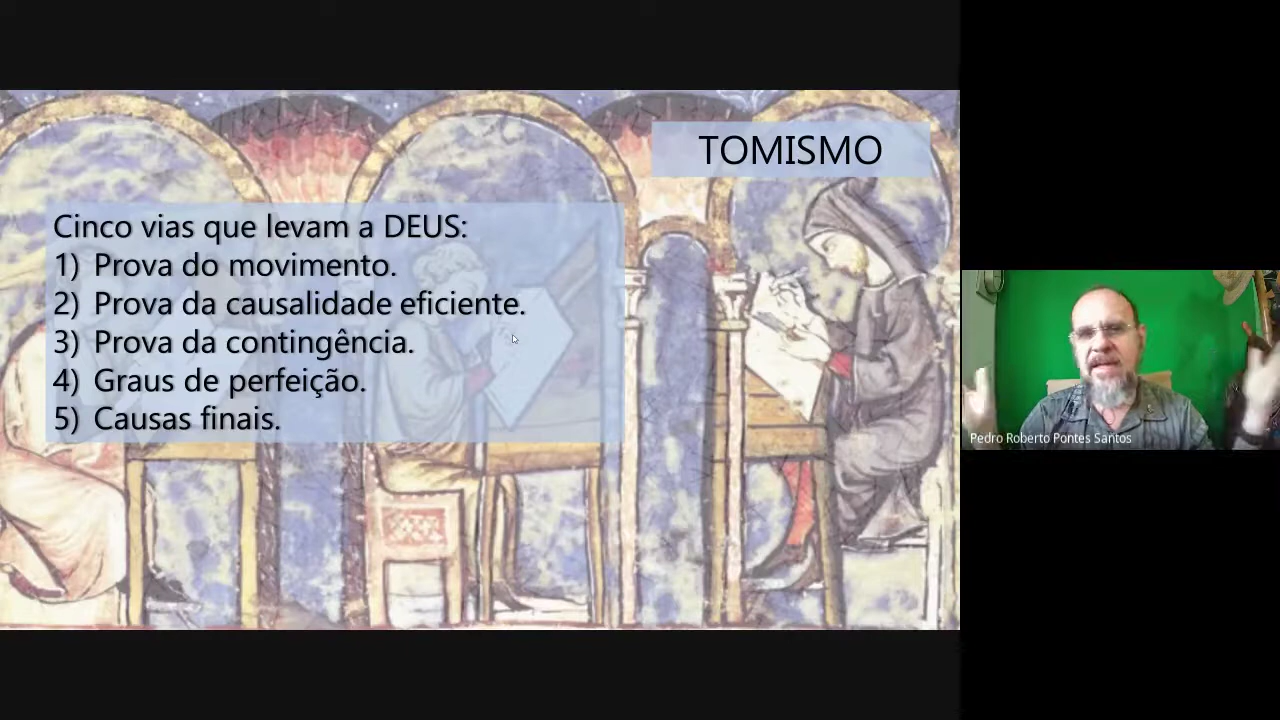 TOMISMO
Cinco vias que levam a DEUS:
1) Prova do movimento.
2) Prova da causalidade eficiente.
3) Prova da contingência.
4) Graus de perfeição.
5) Causas finais.
Pedro Roberto Pontes Santos